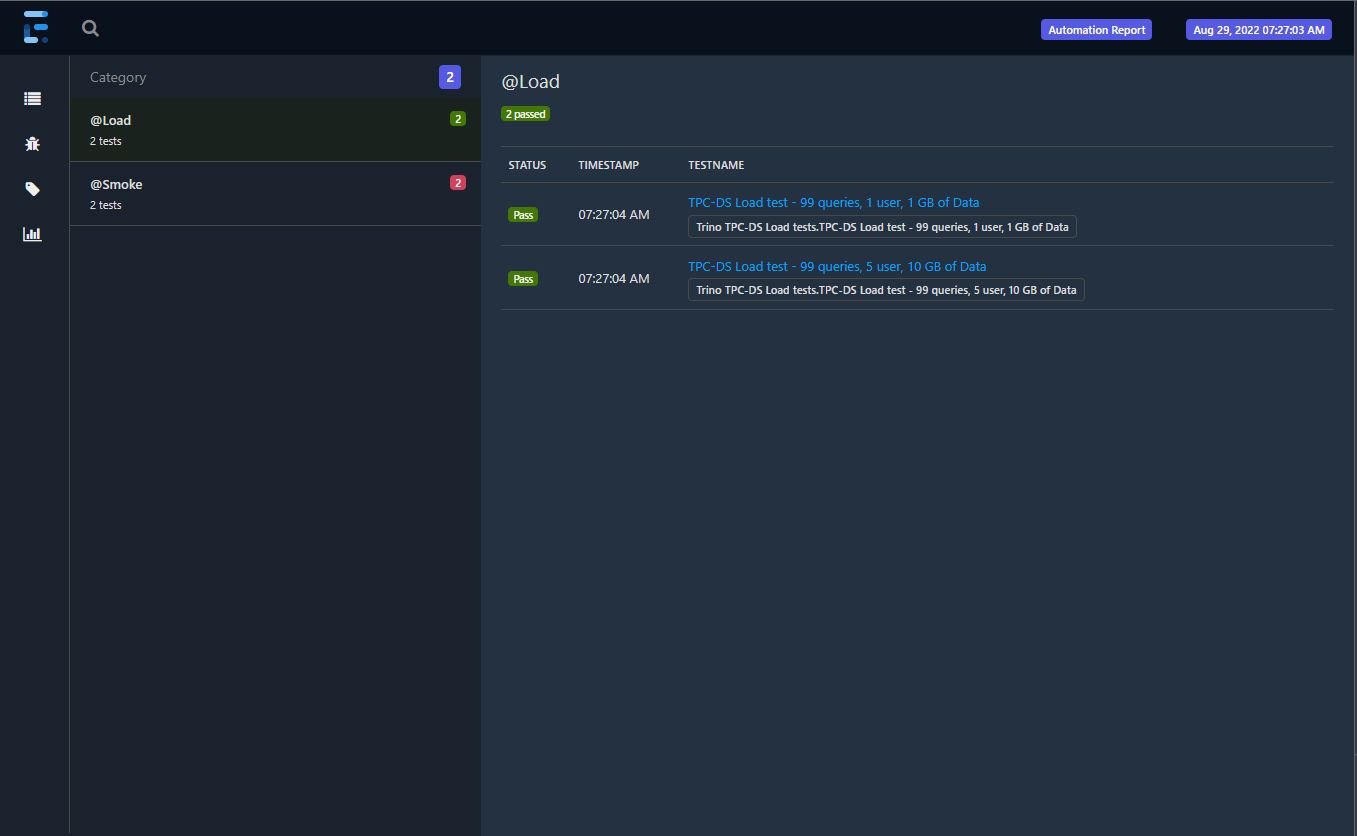 Automation Report
Aug 29, 2022 07:27:03 AM
Category 2
@Load 2
2 tests
@Smoke 2
2 tests
@Load
2 passed
STATUS TIMESTAMP TESTNAME
Pass 07:27:04 AM TPC-DS Load test - 99 queries, 1 user, 1 GB of Data
Trino TPC-DS Load tests.TPC-DS Load test - 99 queries, 1 user, 1 GB of Data
Pass 07:27:04 AM TPC-DS Load test - 99 queries, 5 user, 10 GB of Data
Trino TPC-DS Load tests.TPC-DS Load test - 99 queries, 5 user, 10 GB of Data